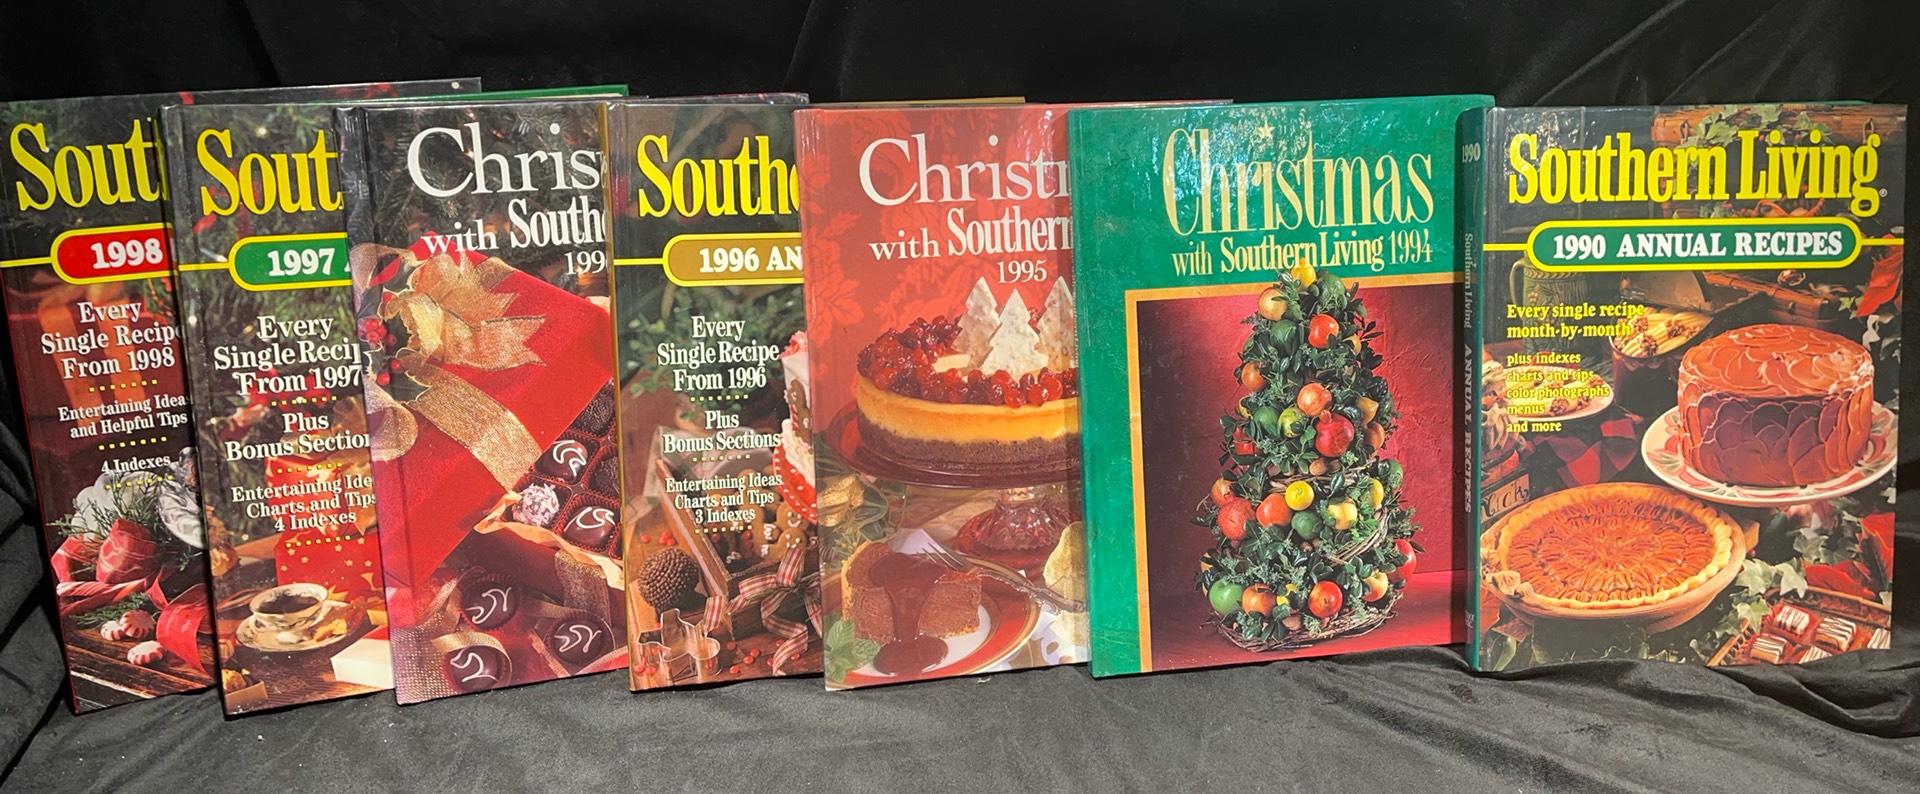 Sout
1998
Every
Single Recip
From 1998
Entertaining Idea
and Helpful Tips
4 Indexes
Sout
1997
Every
Single Reci
From 1997
Plus
Bonus Section
Entertaining Ide
Charts and Tips
4 Indexes
Chris
with South
199
Southe
1996 AN
Every
Single Recipe
From 1996
Plus
Bonus Sections
Entertaining Ideas
Charts and Tips
3 Indexes
Christ
with Southern
1995
Christmas
with Southern Living 1994
1990
Southern Living
ANNUAL RECIPES
Southern Living®
1990 ANNUAL RECIPES
Every single recipe
month-by-month
plus indexes
charts and tips
color photographs
menus
and more